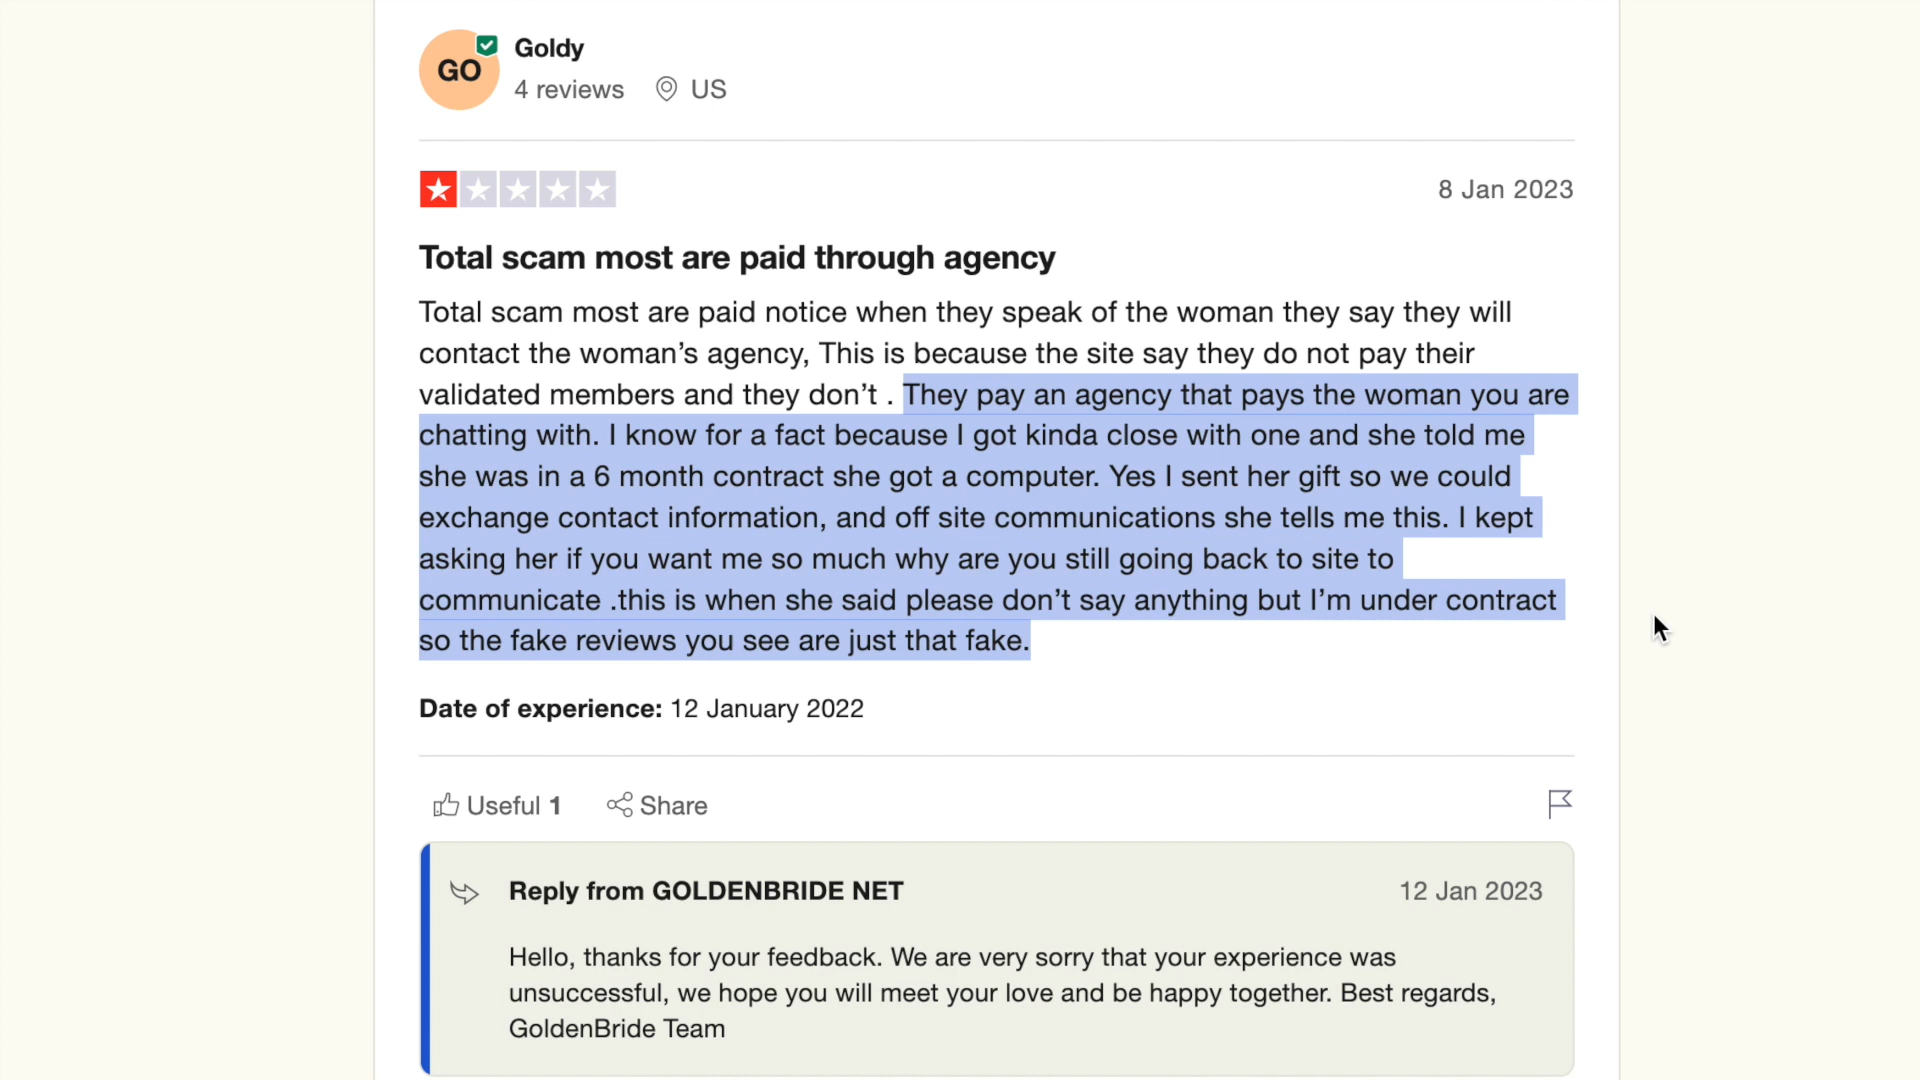 GO
Goldy
4 reviews US
8 Jan 2023
Total scam most are paid through agency
Total scam most are paid notice when they speak of the woman they say they will
contact the woman’s agency, This is because the site say they do not pay their
validated members and they don’t . They pay an agency that pays the woman you are
chatting with. I know for a fact because I got kinda close with one and she told me
she was in a 6 month contract she got a computer. Yes I sent her gift so we could
exchange contact information, and off site communications she tells me this. I kept
asking her if you want me so much why are you still going back to site to
communicate .this is when she said please don’t say anything but I’m under contract
so the fake reviews you see are just that fake.
Date of experience: 12 January 2022
Useful 1 Share
Reply from GOLDENBRIDE NET 12 Jan 2023
Hello, thanks for your feedback. We are very sorry that your experience was
unsuccessful, we hope you will meet your love and be happy together. Best regards,
GoldenBride Team